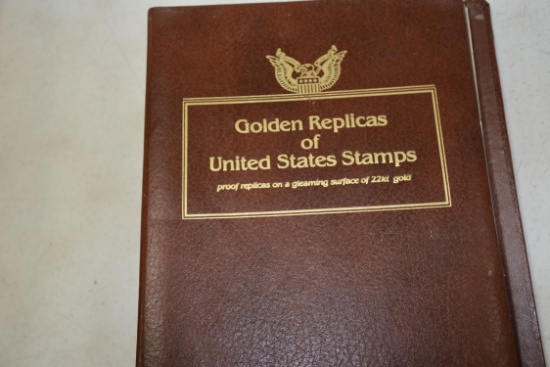 Golden Replicas
of
United States Stamps
proof replicas on a gleaming surface of 22kt gold